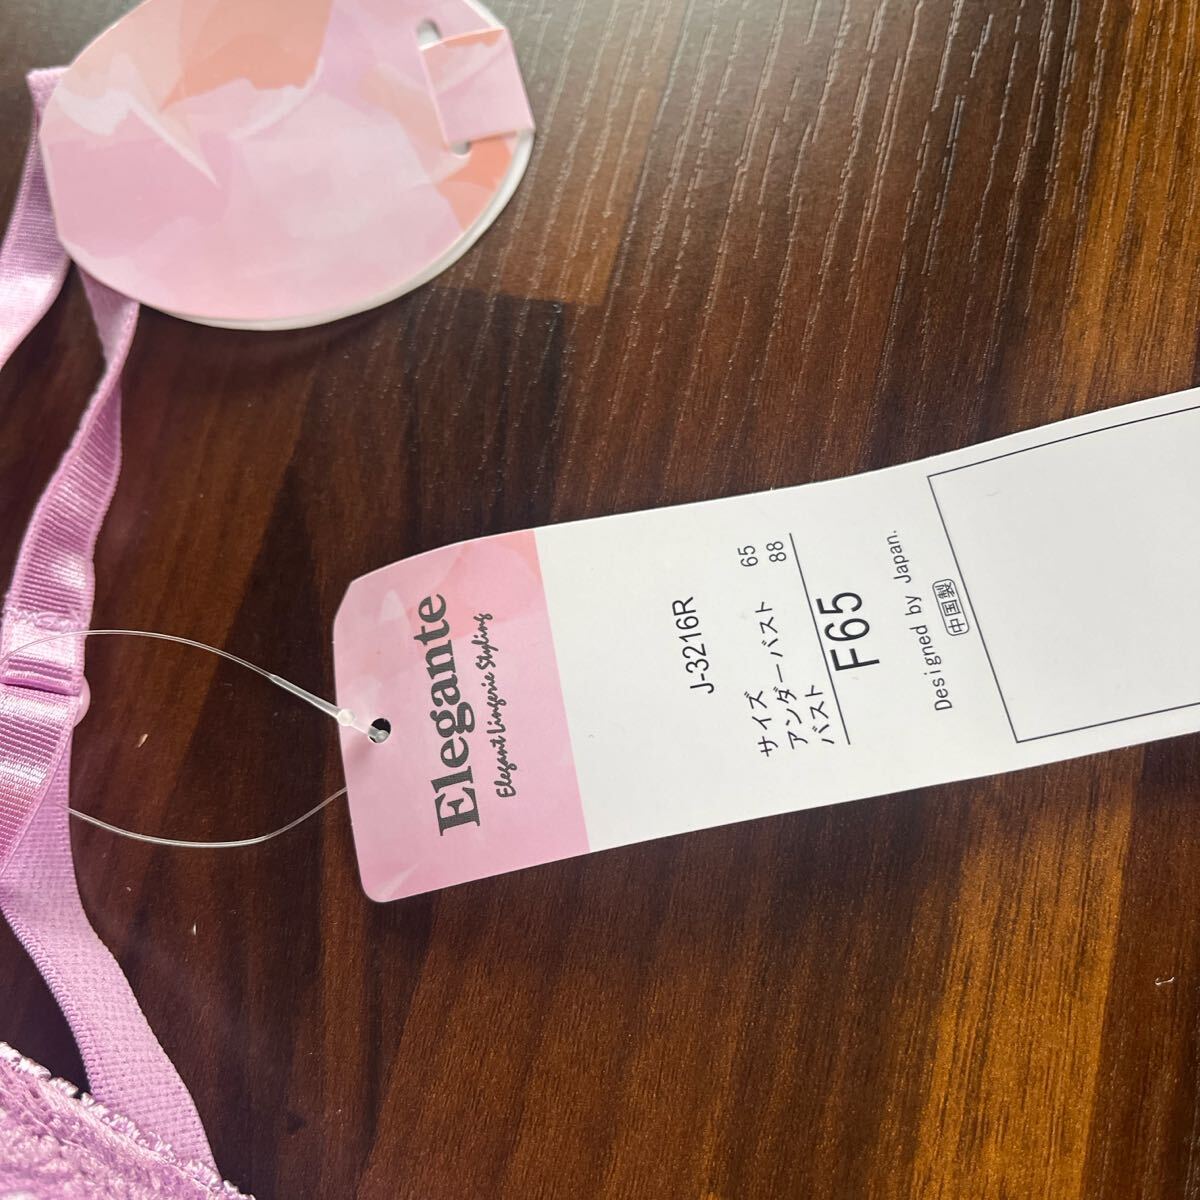 Elegante
Elegant Lingerie Styling
J-3216R
サイズ
アンダーバスト 65
バスト 88
F65
Designed by Japan.
中国製